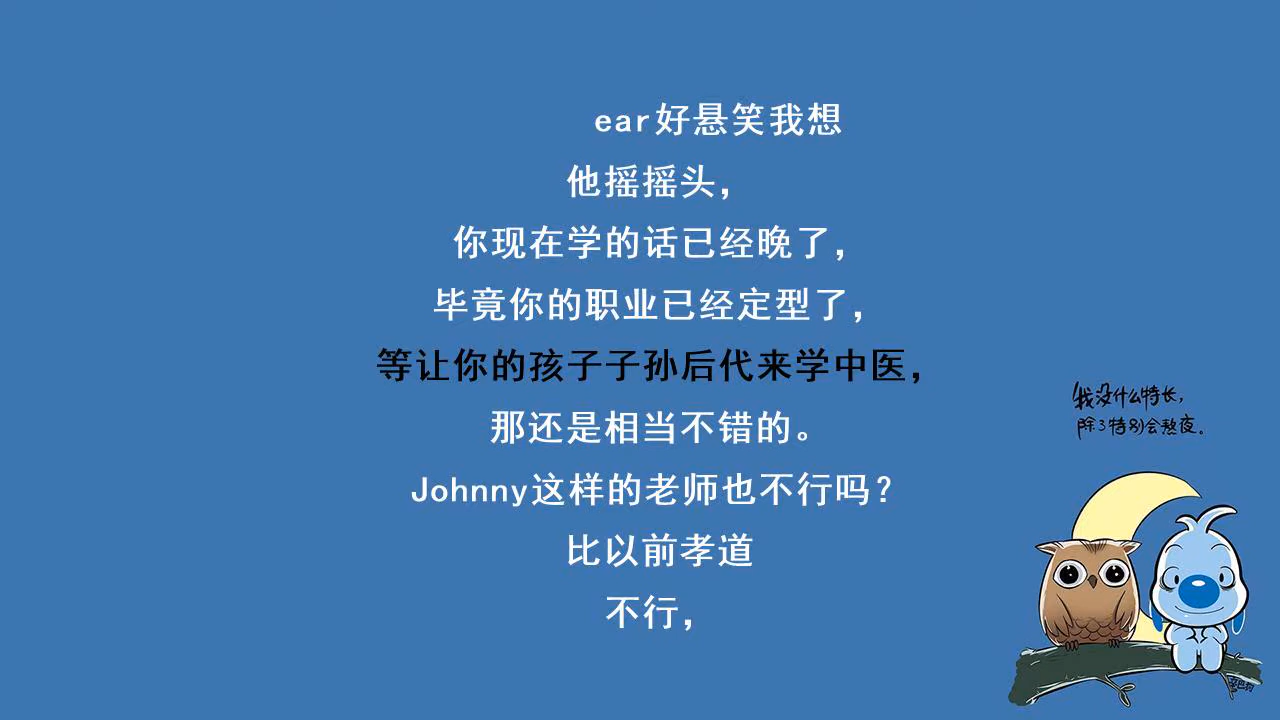 ear好悬笑我想
他摇摇头，
你现在学的话已经晚了，
毕竟你的职业已经定型了，
等让你的孩子子孙后代来学中医，
那还是相当不错的。
Johnny这样的老师也不行吗？
比以前孝道
不行，
我没什么特长，
除了特别会熬夜。